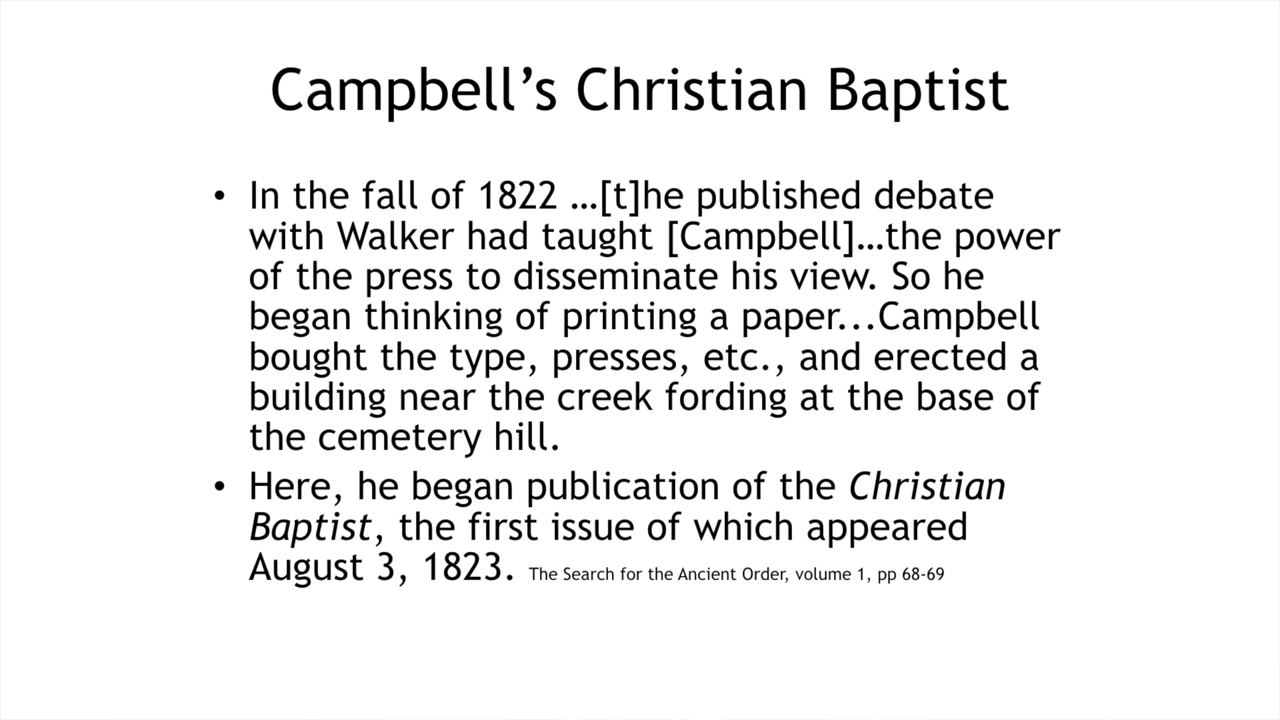 Campbell’s Christian Baptist
• In the fall of 1822 …[t]he published debate
with Walker had taught [Campbell]…the power
of the press to disseminate his view. So he
began thinking of printing a paper...Campbell
bought the type, presses, etc., and erected a
building near the creek fording at the base of
the cemetery hill.
• Here, he began publication of the Christian
Baptist, the first issue of which appeared
August 3, 1823. The Search for the Ancient Order, volume 1, pp 68-69